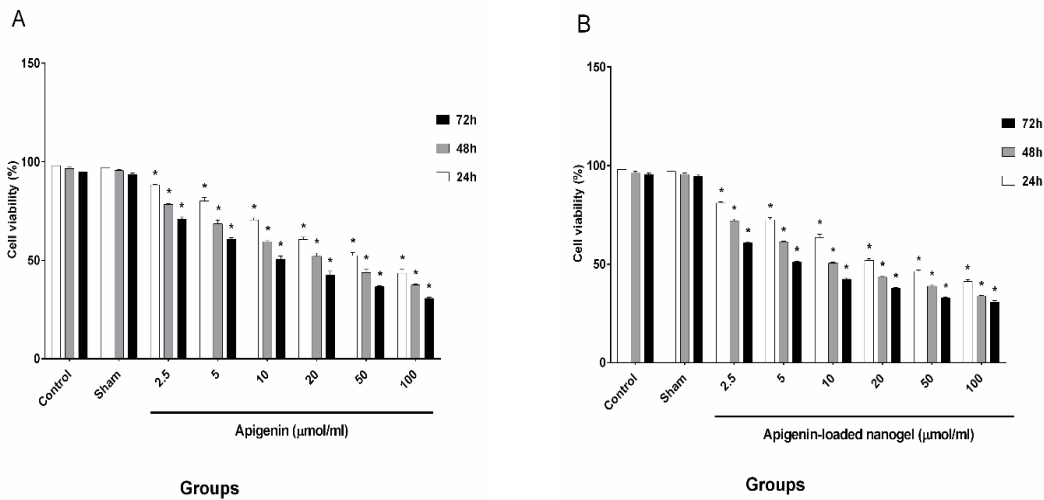 A
150
100
50
0
Cell viability (%)
72h
48h
24h
* * * * * * * * * * * * * * * * * *
Control Sham 2.5 5 10 20 50 100
Apigenin (μmol/ml)
Groups
B
150
100
50
0
Cell viability (%)
72h
48h
24h
* * * * * * * * * * * * * * * * * *
Control Sham 2.5 5 10 20 50 100
Apigenin-loaded nanogel (μmol/ml)
Groups